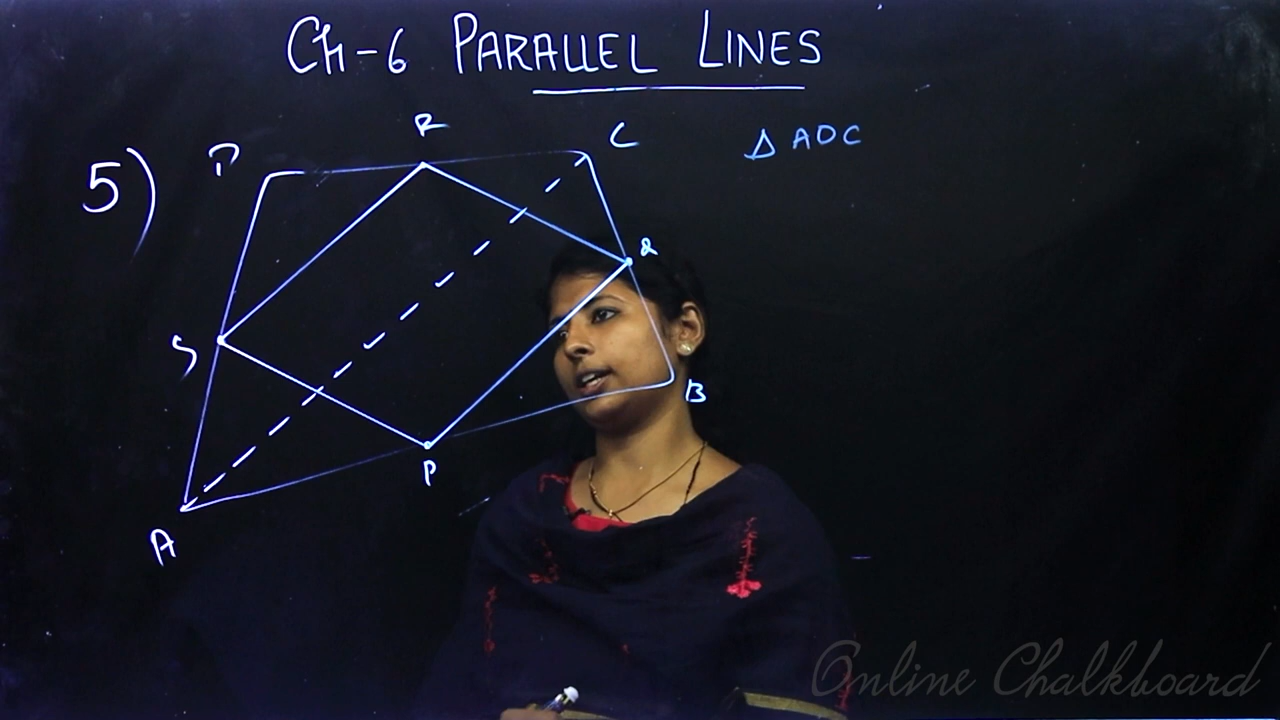 Ch-6 PARALLEL LINES
5)
D R C
△ ADC
S Q
B
P
A
Online Chalkboard